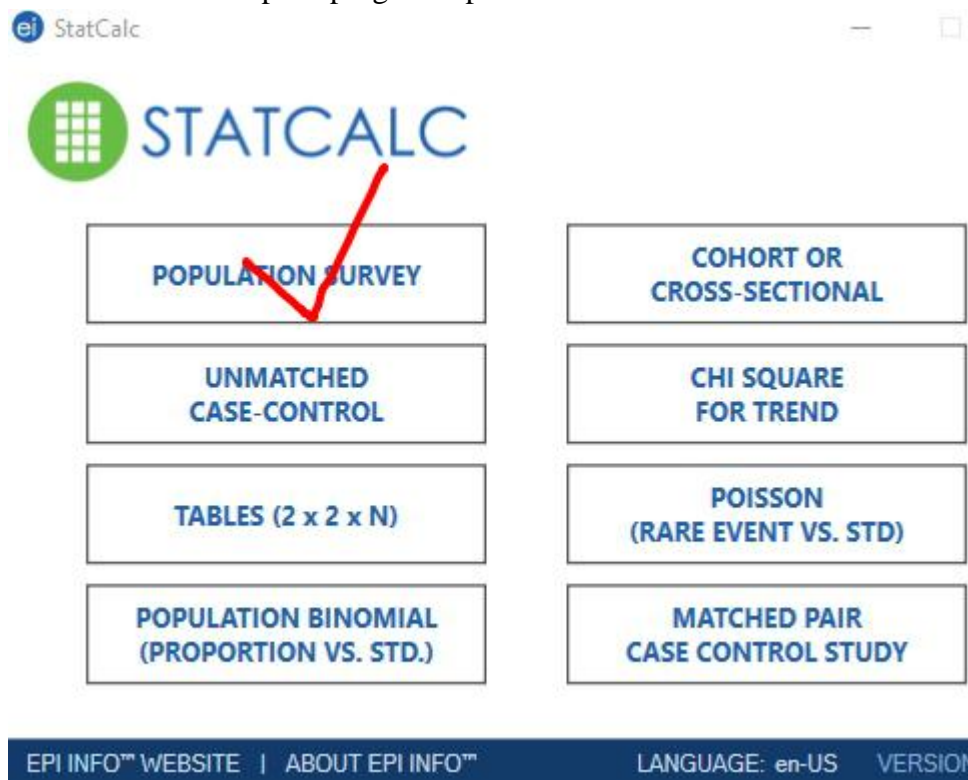 StatCalc
STATCALC
POPULATION SURVEY
COHORT OR
CROSS-SECTIONAL
UNMATCHED
CASE-CONTROL
CHI SQUARE
FOR TREND
TABLES (2 x 2 x N)
POISSON
(RARE EVENT VS. STD)
POPULATION BINOMIAL
(PROPORTION VS. STD.)
MATCHED PAIR
CASE CONTROL STUDY
EPI INFO™ WEBSITE | ABOUT EPI INFO™ LANGUAGE: en-US VERSION